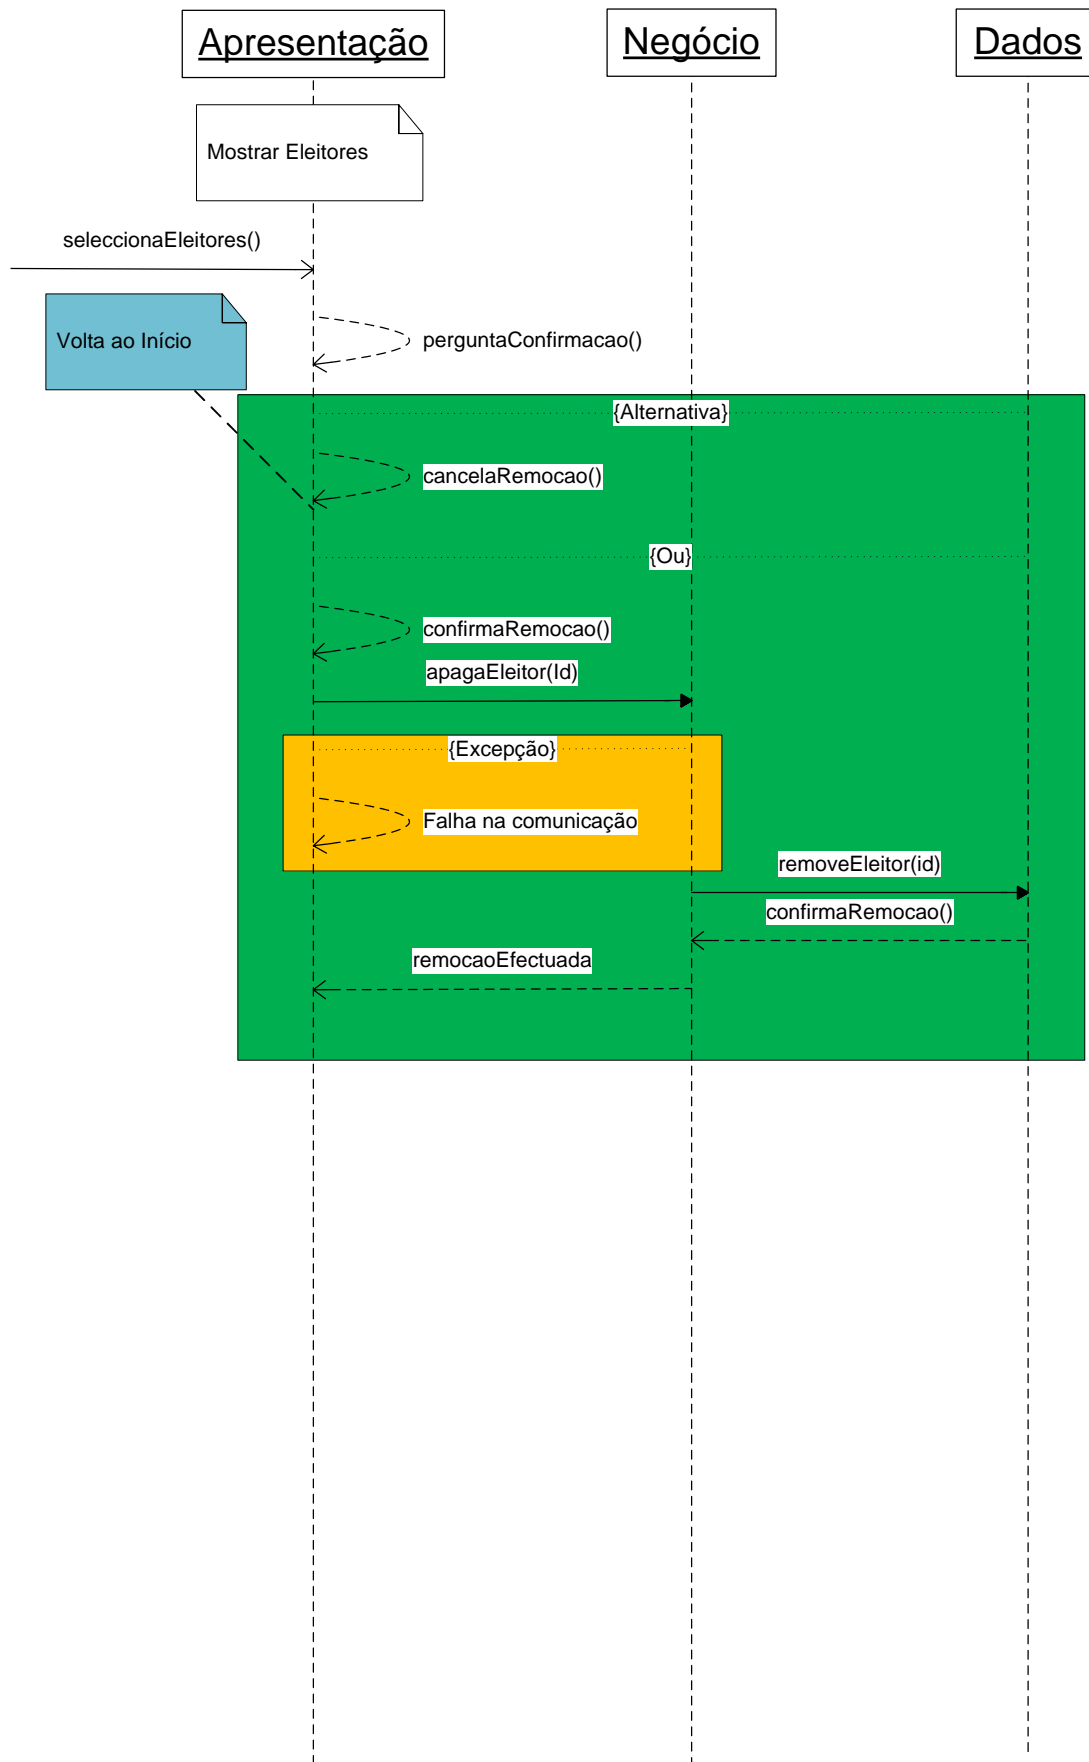 Apresentação
Negócio
Dados
Mostrar Eleitores
seleccionaEleitores()
Volta ao Início
perguntaConfirmacao()
{Alternativa}
cancelaRemocao()
{Ou}
confirmaRemocao()
apagaEleitor(Id)
{Excepção}
Falha na comunicação
removeEleitor(id)
confirmaRemocao()
remocaoEfectuada